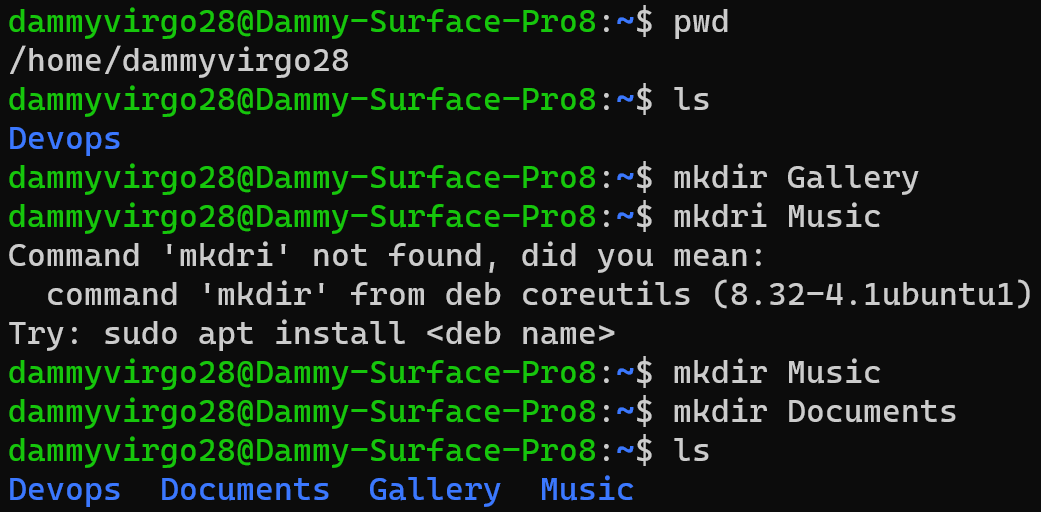 dammyvirgo28@Dammy-Surface-Pro8:~$ pwd
/home/dammyvirgo28
dammyvirgo28@Dammy-Surface-Pro8:~$ ls
Devops
dammyvirgo28@Dammy-Surface-Pro8:~$ mkdir Gallery
dammyvirgo28@Dammy-Surface-Pro8:~$ mkdri Music
Command 'mkdri' not found, did you mean:
  command 'mkdir' from deb coreutils (8.32-4.1ubuntu1)
Try: sudo apt install <deb name>
dammyvirgo28@Dammy-Surface-Pro8:~$ mkdir Music
dammyvirgo28@Dammy-Surface-Pro8:~$ mkdir Documents
dammyvirgo28@Dammy-Surface-Pro8:~$ ls
Devops  Documents  Gallery  Music